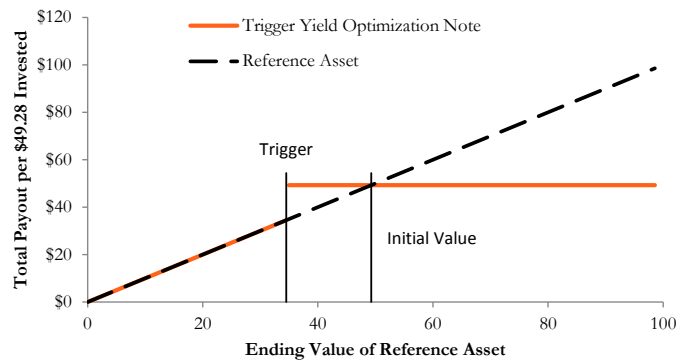 Total Payout per $49.28 Invested
$120
$100
$80
$60
$40
$20
$0
Trigger Yield Optimization Note
Reference Asset
Trigger
Initial Value
0 20 40 60 80 100
Ending Value of Reference Asset